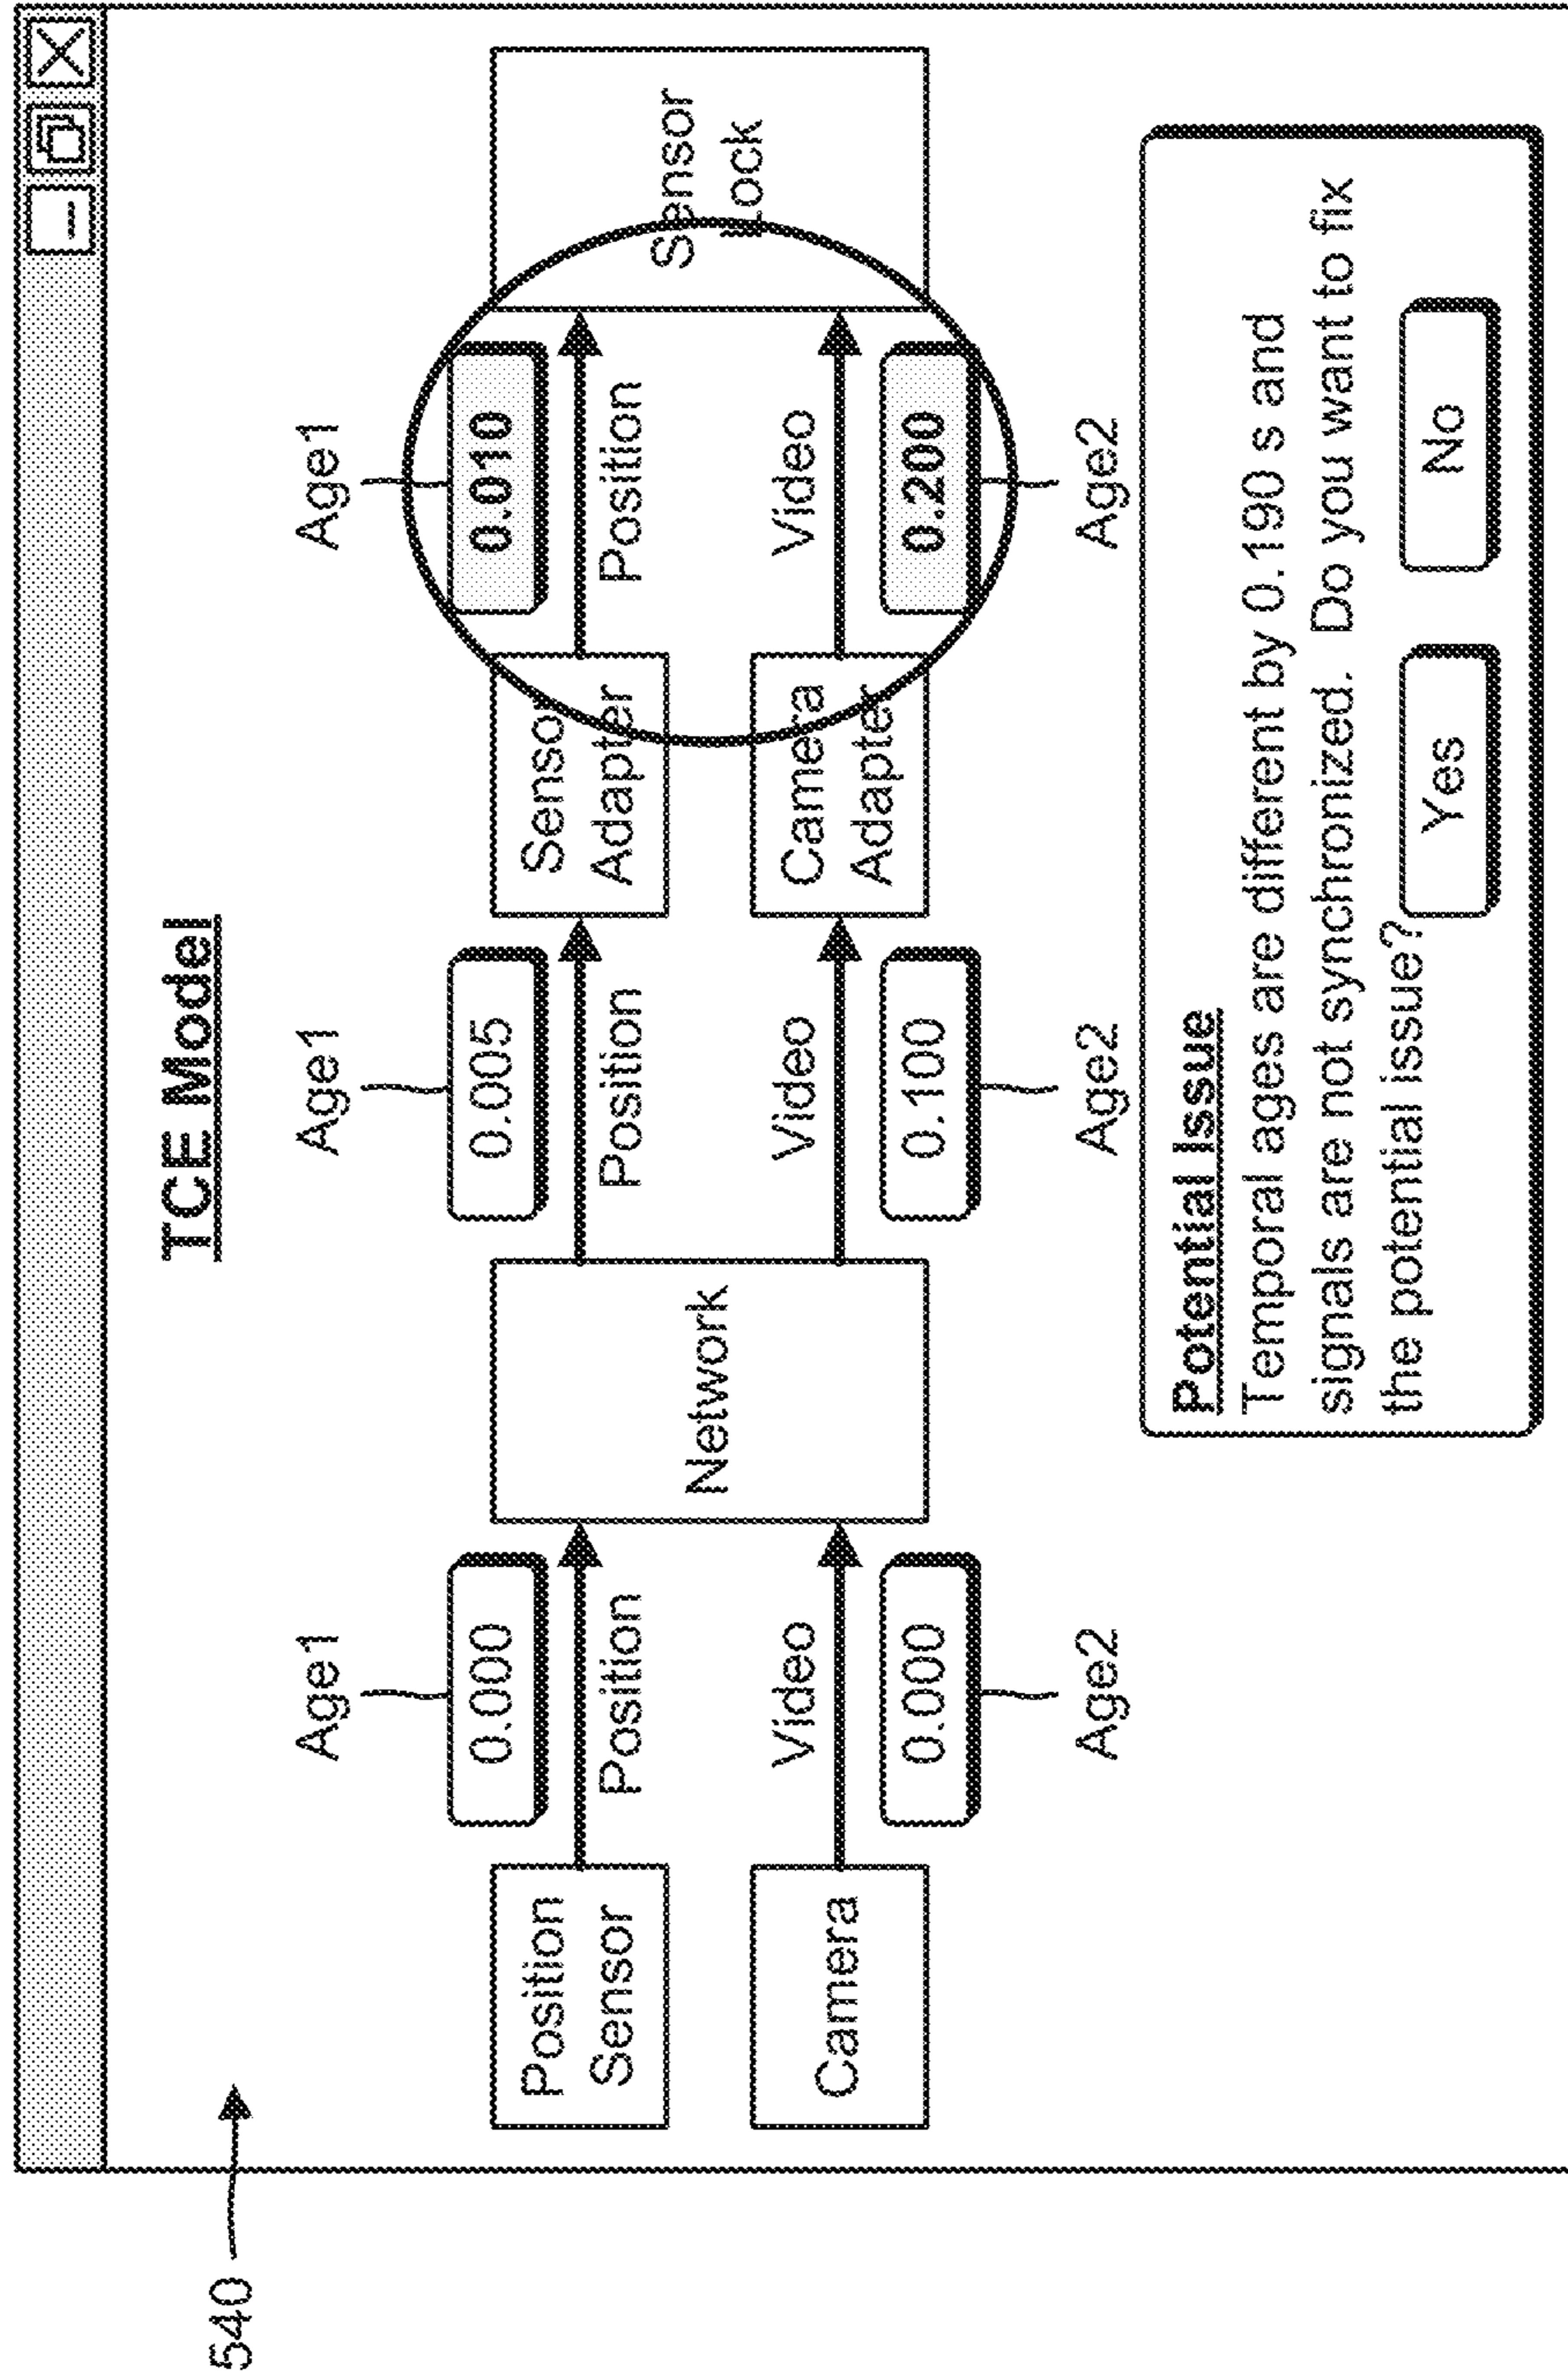 540
TCE Model
Age1
Age1
Age1
0.000
0.005
0.010
Position
Sensor
Position
Position
Sensor
Adapter
Position
Network
Sensor
Lock
Camera
Video
Video
Camera
Adapter
Video
0.000
0.100
0.200
Age2
Age2
Age2
Potential Issue
Temporal ages are different by 0.190 s and
signals are not synchronized. Do you want to fix
the potential issue?
Yes
No